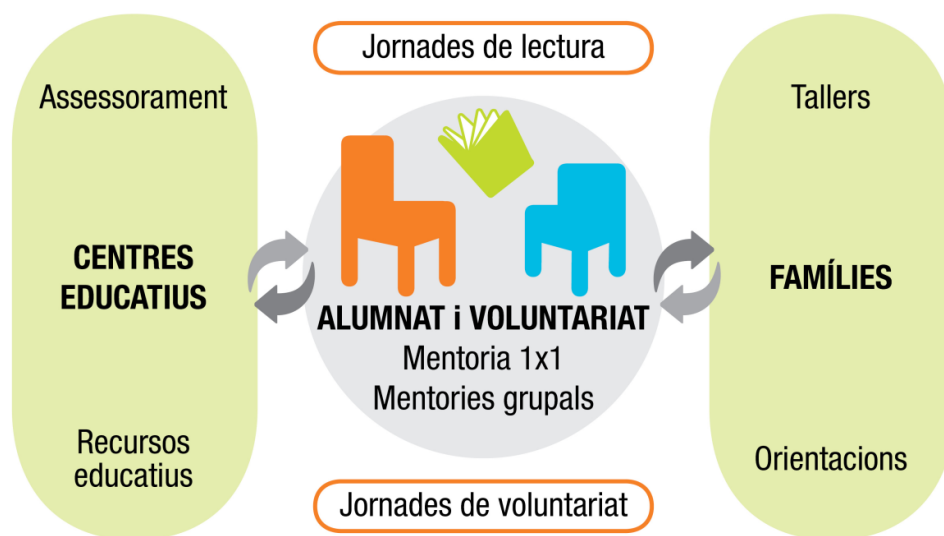 Jornades de lectura
Assessorament
CENTRES
EDUCATIUS
Recursos
educatius
ALUMNAT i VOLUNTARIAT
Mentoria 1x1
Mentories grupals
Tallers
FAMÍLIES
Orientacions
Jornades de voluntariat